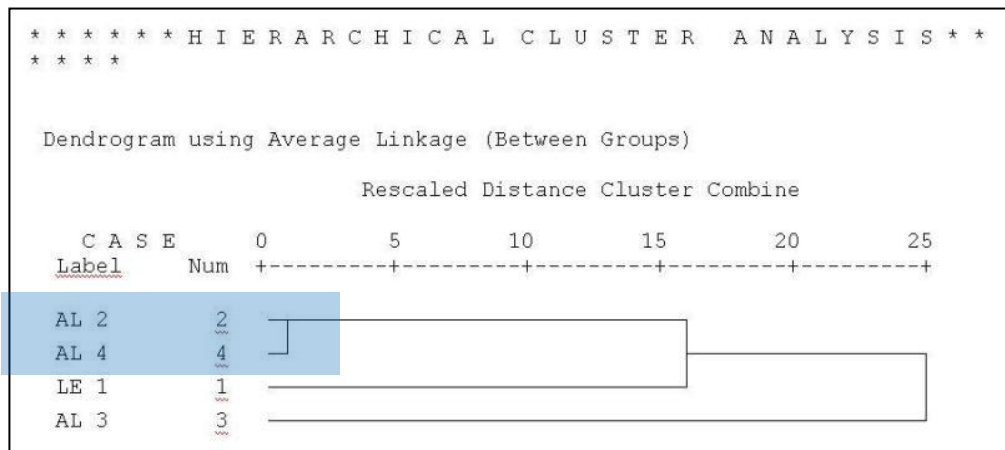 * * * * * * H I E R A R C H I C A L  C L U S T E R  A N A L Y S I S * *
* * * *
Dendrogram using Average Linkage (Between Groups)
Rescaled Distance Cluster Combine
C A S E 0 5 10 15 20 25
Label Num +---------+---------+---------+---------+---------+
AL 2 2
AL 4 4
LE 1 1
AL 3 3